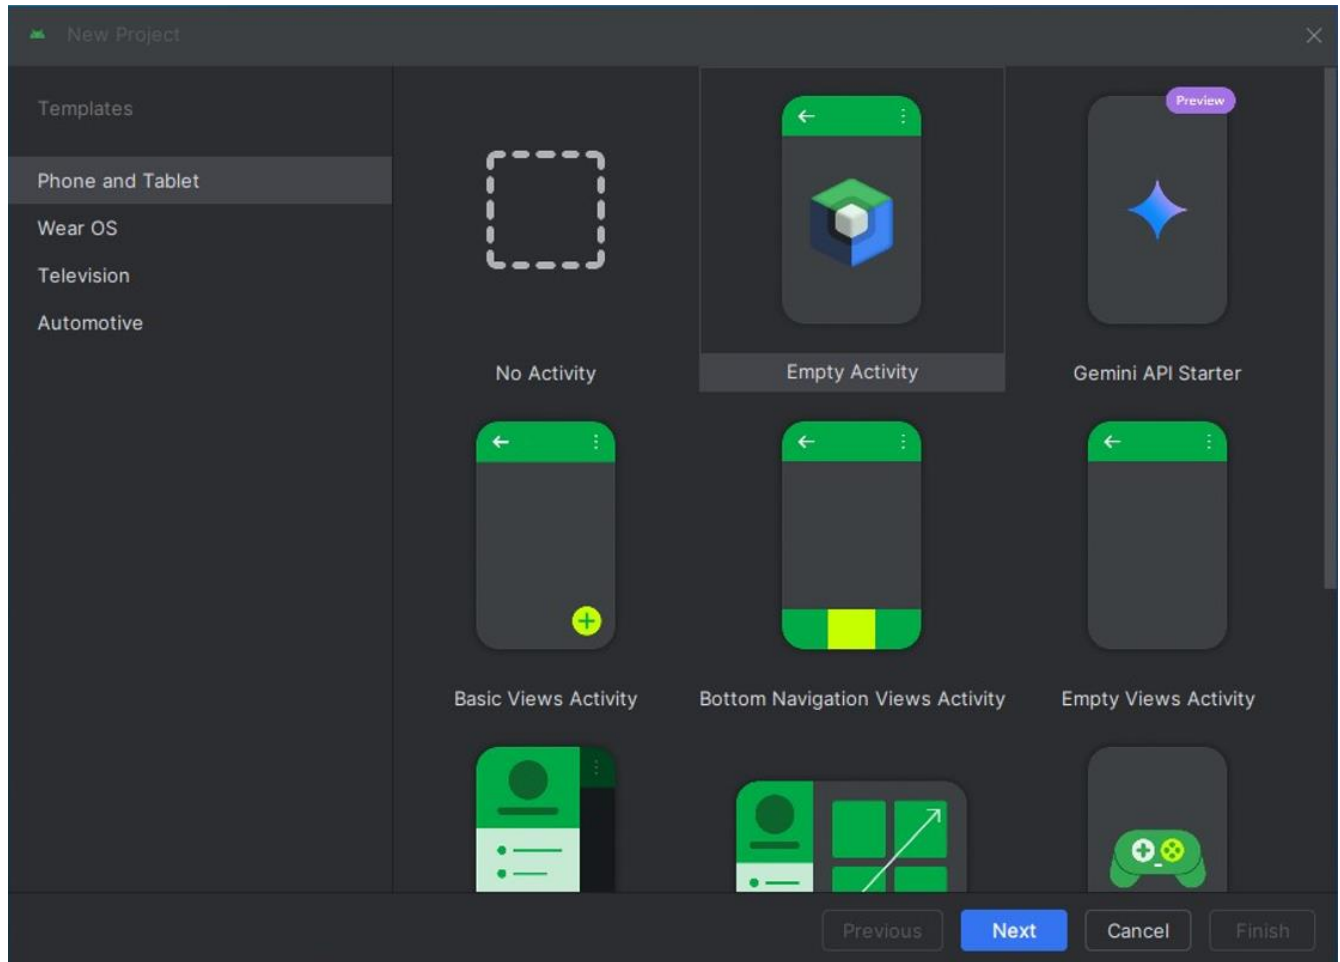 New Project
Templates
Phone and Tablet
Wear OS
Television
Automotive
Preview
No Activity
Empty Activity
Gemini API Starter
Basic Views Activity
Bottom Navigation Views Activity
Empty Views Activity
Previous
Next
Cancel
Finish